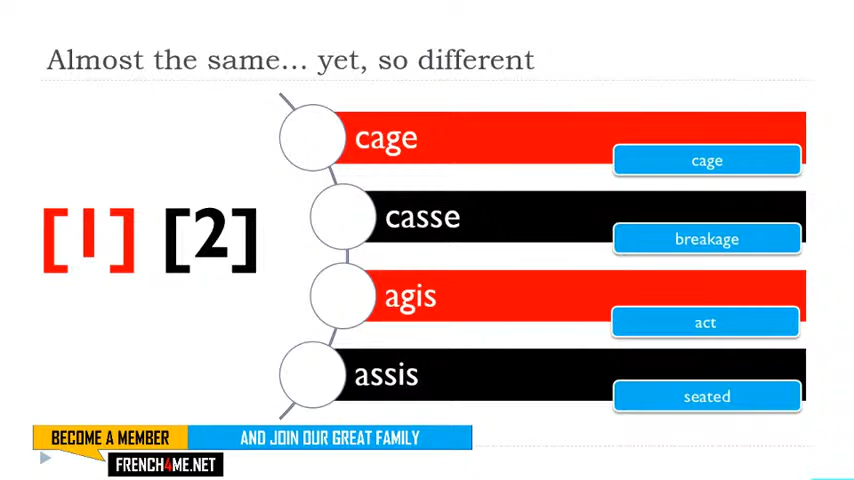 Almost the same... yet, so different
cage
cage
[1] [2]
casse
breakage
agis
act
assis
seated
BECOME A MEMBER
AND JOIN OUR GREAT FAMILY
FRENCH4ME.NET